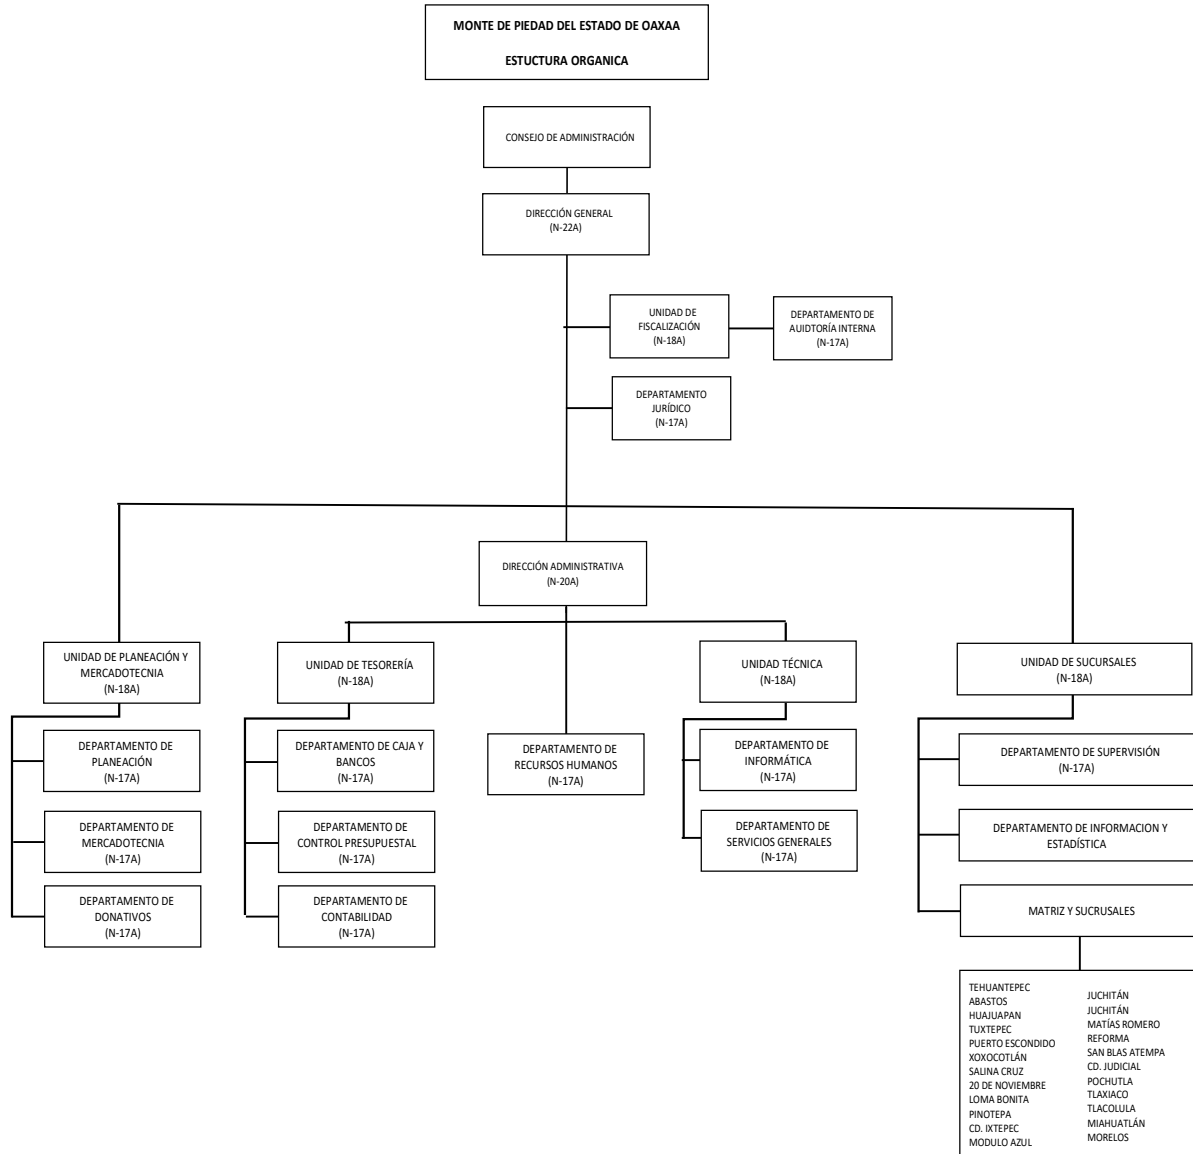 MONTE DE PIEDAD DEL ESTADO DE OAXAA
ESTUCTURA ORGANICA
CONSEJO DE ADMINISTRACIÓN
DIRECCIÓN GENERAL
(N-22A)
UNIDAD DE
FISCALIZACIÓN
(N-18A)
DEPARTAMENTO DE
AUIDTORÍA INTERNA
(N-17A)
DEPARTAMENTO
JURÍDICO
(N-17A)
DIRECCIÓN ADMINISTRATIVA
(N-20A)
UNIDAD DE PLANEACIÓN Y
MERCADOTECNIA
(N-18A)
UNIDAD DE TESORERÍA
(N-18A)
UNIDAD TÉCNICA
(N-18A)
UNIDAD DE SUCURSALES
(N-18A)
DEPARTAMENTO DE
PLANEACIÓN
(N-17A)
DEPARTAMENTO DE CAJA Y
BANCOS
(N-17A)
DEPARTAMENTO DE
RECURSOS HUMANOS
(N-17A)
DEPARTAMENTO DE
INFORMÁTICA
(N-17A)
DEPARTAMENTO DE SUPERVISIÓN
(N-17A)
DEPARTAMENTO DE
MERCADOTECNIA
(N-17A)
DEPARTAMENTO DE
CONTROL PRESUPUESTAL
(N-17A)
DEPARTAMENTO DE
SERVICIOS GENERALES
(N-17A)
DEPARTAMENTO DE INFORMACION Y
ESTADÍSTICA
DEPARTAMENTO DE
DONATIVOS
(N-17A)
DEPARTAMENTO DE
CONTABILIDAD
(N-17A)
MATRIZ Y SUCRUSALES
TEHUANTEPEC
ABASTOS
HUAJUAPAN
TUXTEPEC
PUERTO ESCONDIDO
XOXOCOTLÁN
SALINA CRUZ
20 DE NOVIEMBRE
LOMA BONITA
PINOTEPA
CD. IXTEPEC
MODULO AZUL
JUCHITÁN
JUCHITÁN
MATÍAS ROMERO
REFORMA
SAN BLAS ATEMPA
CD. JUDICIAL
POCHUTLA
TLAXIACO
TLACOLULA
MIAHUATLÁN
MORELOS